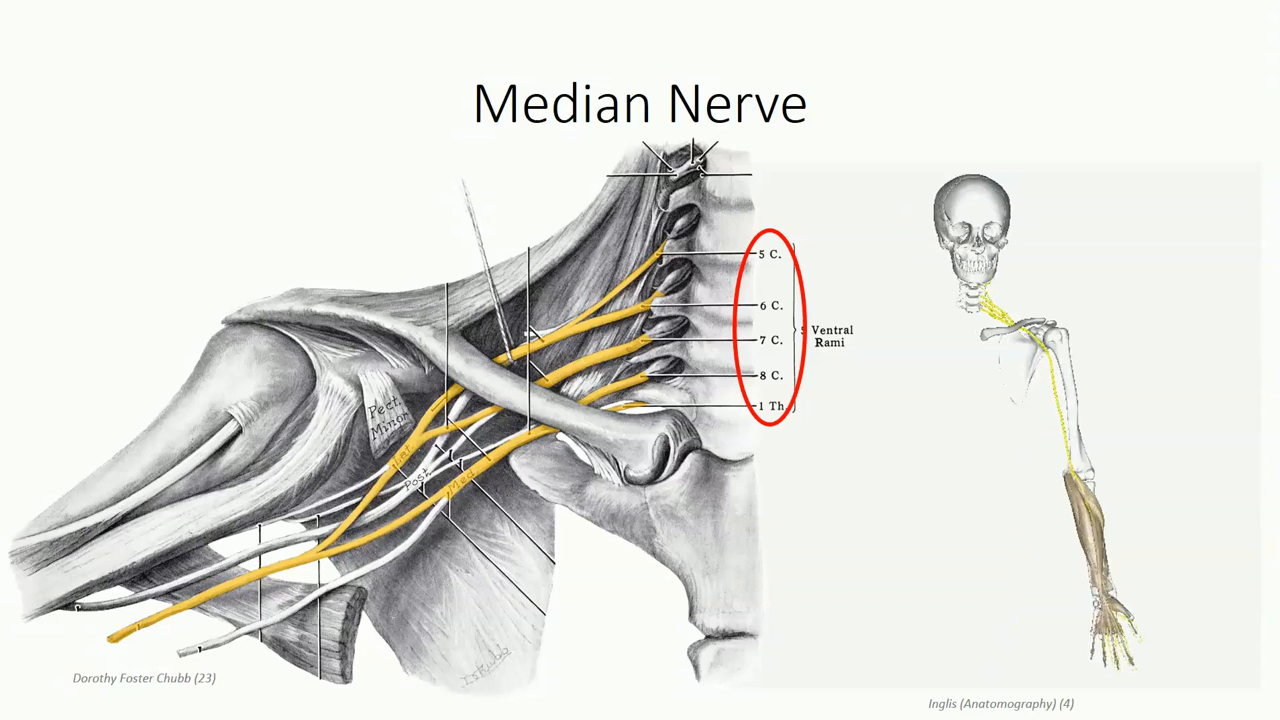 Median Nerve
5 C.
6 C.
7 C.
8 C.
1 Th.
5 Ventral
Rami
Pect.
Minor
Lat.
Post.
Med.
Dorothy Foster Chubb (23)
Inglis (Anatomography) (4)